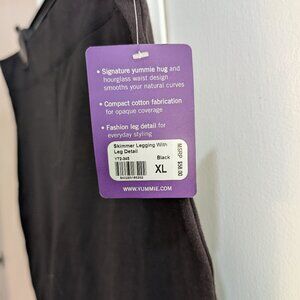 • Signature yummie hug and
hourglass waist design
smooths your natural curves
• Compact cotton fabrication
for opaque coverage
• Fashion leg detail for
everyday styling
Skimmer Legging With
Leg Detail
Black
XL
MSRP $58.00
WWW.YUMMIE.COM